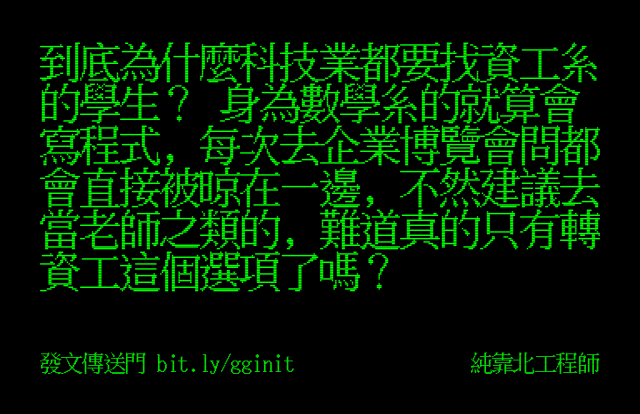 到底為什麼科技業都要找資工系
的學生？ 身為數學系的就算會
寫程式，每次去企業博覽會問都
會直接被晾在一邊，不然建議去
當老師之類的，難道真的只有轉
資工這個選項了嗎？
發文傳送門 bit.ly/gginit
純靠北工程師